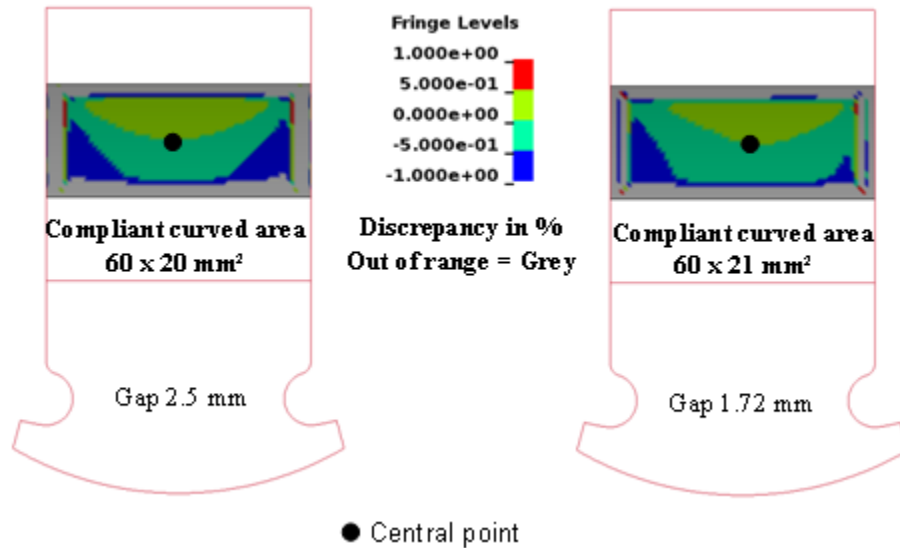 Fringe Levels
1.000e+00
5.000e-01
0.000e+00
-5.000e-01
-1.000e+00
Discrepancy in %
Out of range = Grey
Compliant curved area
60 x 20 mm²
Gap 2.5 mm
Compliant curved area
60 x 21 mm²
Gap 1.72 mm
Central point